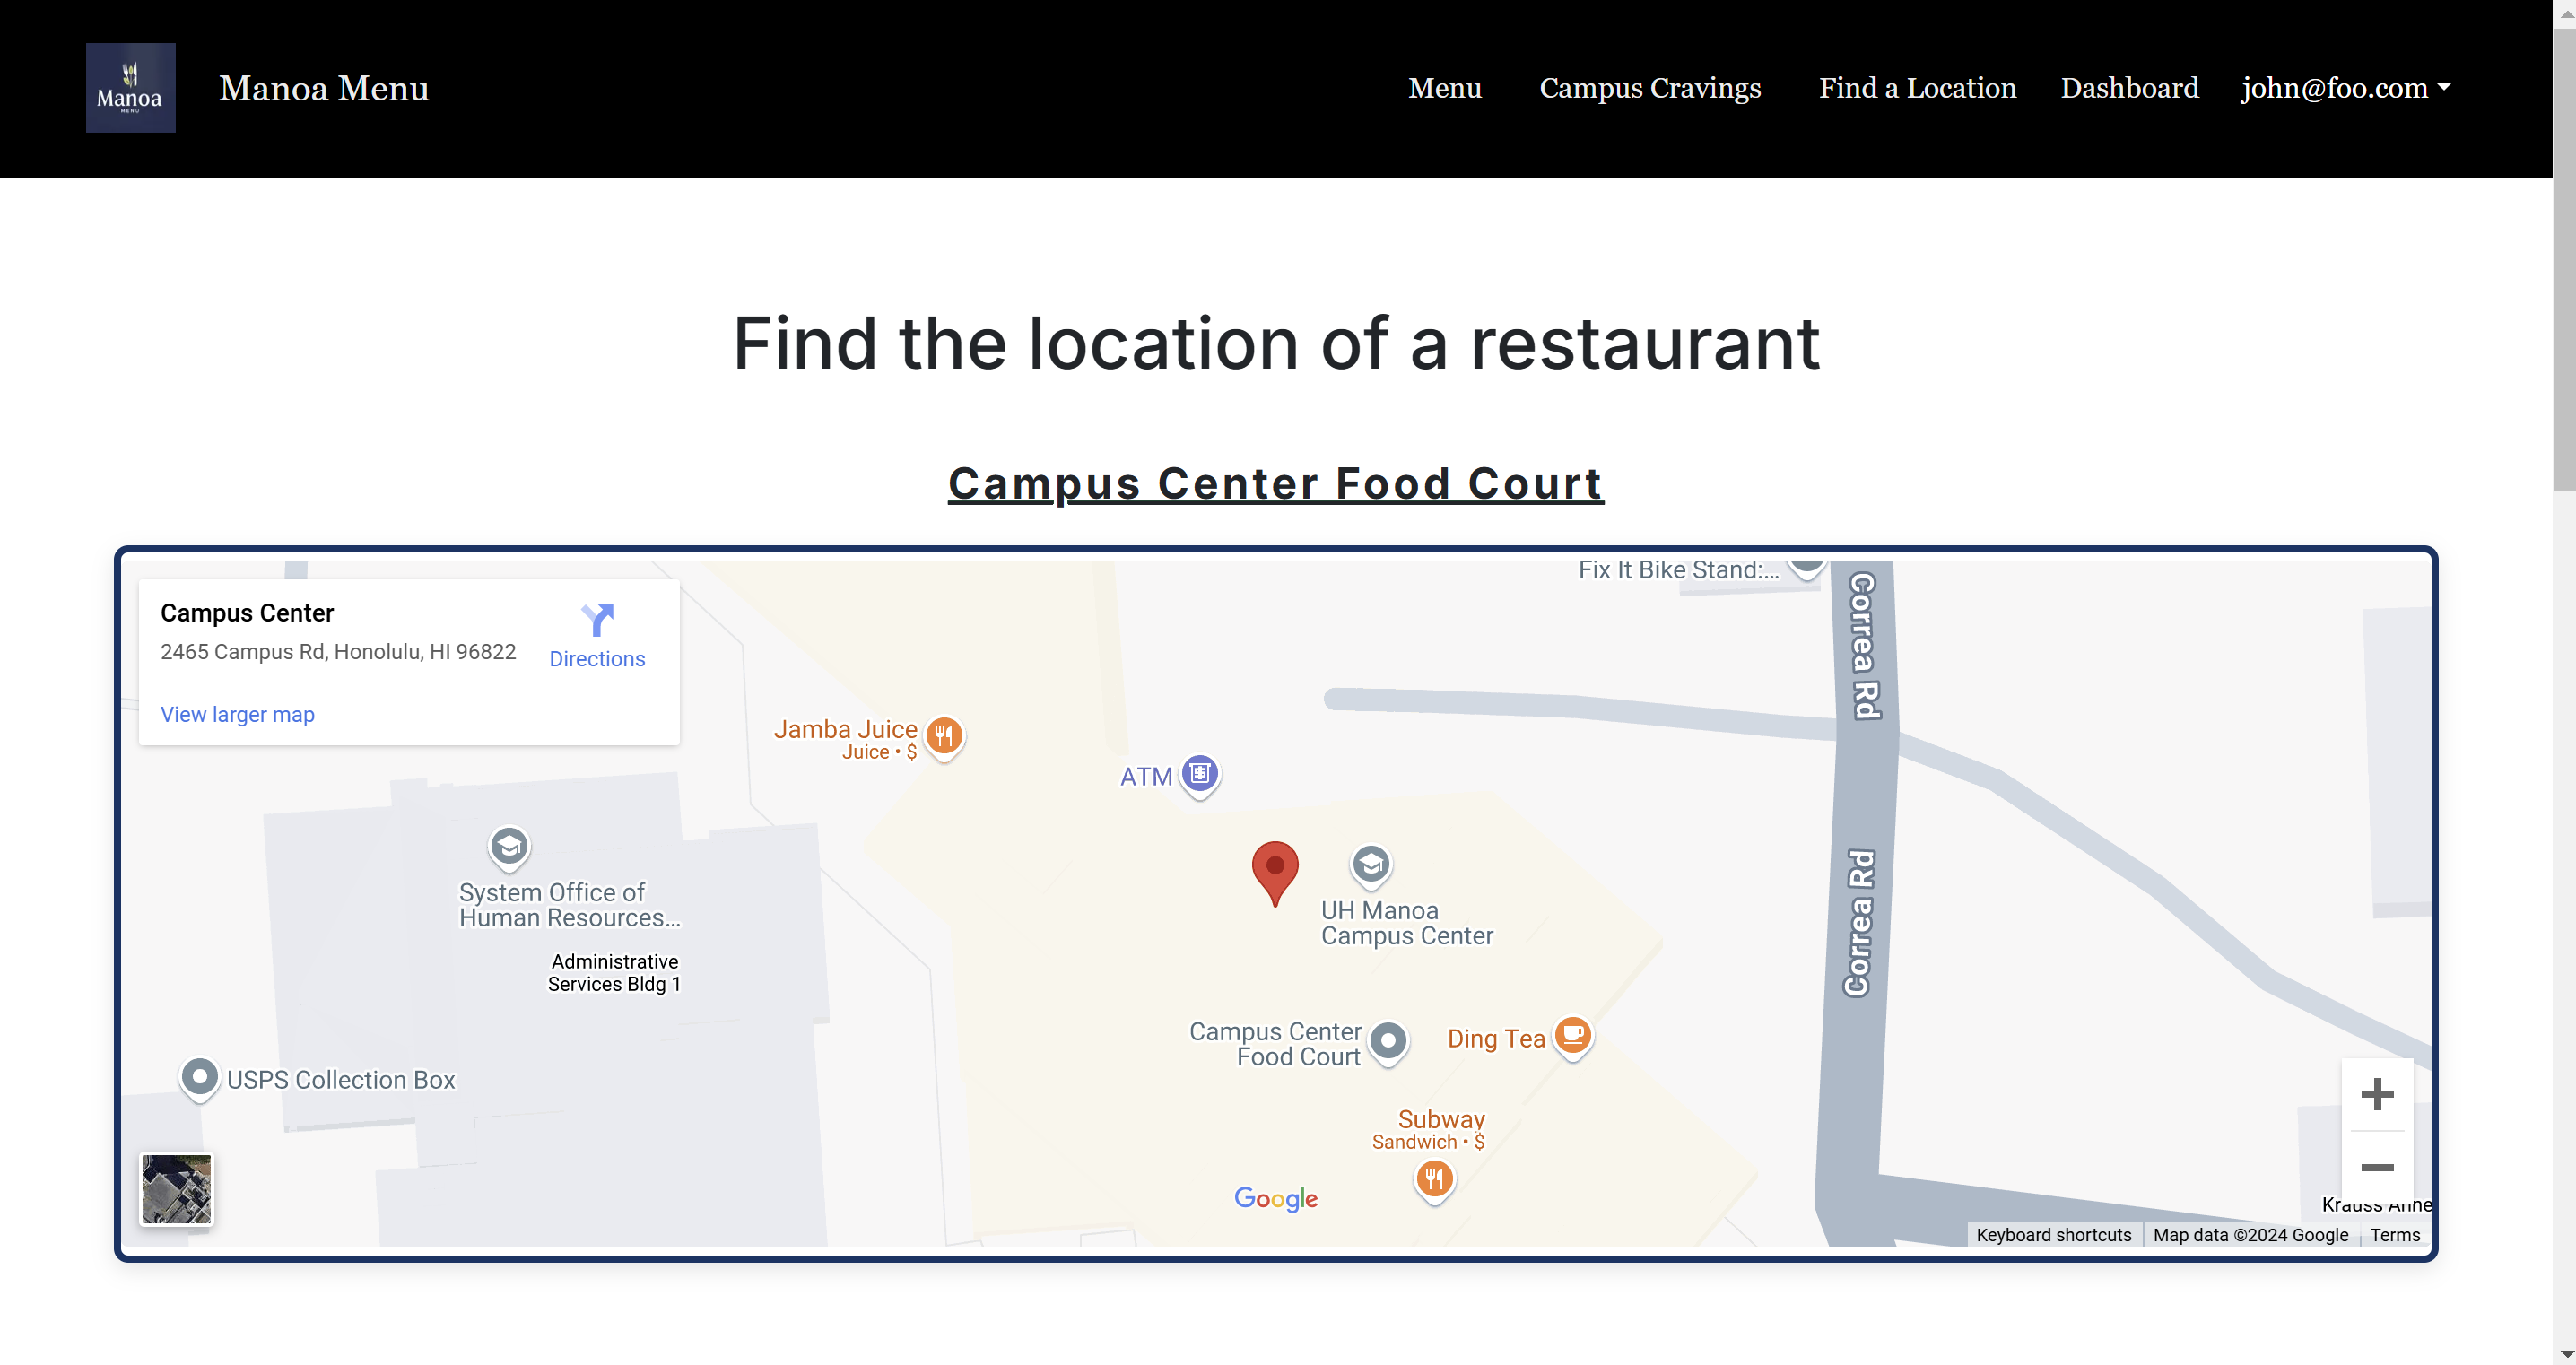 Manoa
MENU
Manoa Menu
Menu
Campus Cravings
Find a Location
Dashboard
john@foo.com
Find the location of a restaurant
Campus Center Food Court
Campus Center
2465 Campus Rd, Honolulu, HI 96822
Directions
View larger map
Fix It Bike Stand:...
Correa Rd
Jamba Juice
Juice • $
ATM
System Office of
Human Resources...
UH Manoa
Campus Center
Correa Rd
Administrative
Services Bldg 1
Campus Center
Food Court
Ding Tea
USPS Collection Box
Subway
Sandwich • $
Google
Krauss Anne
Keyboard shortcuts
Map data ©2024 Google
Terms